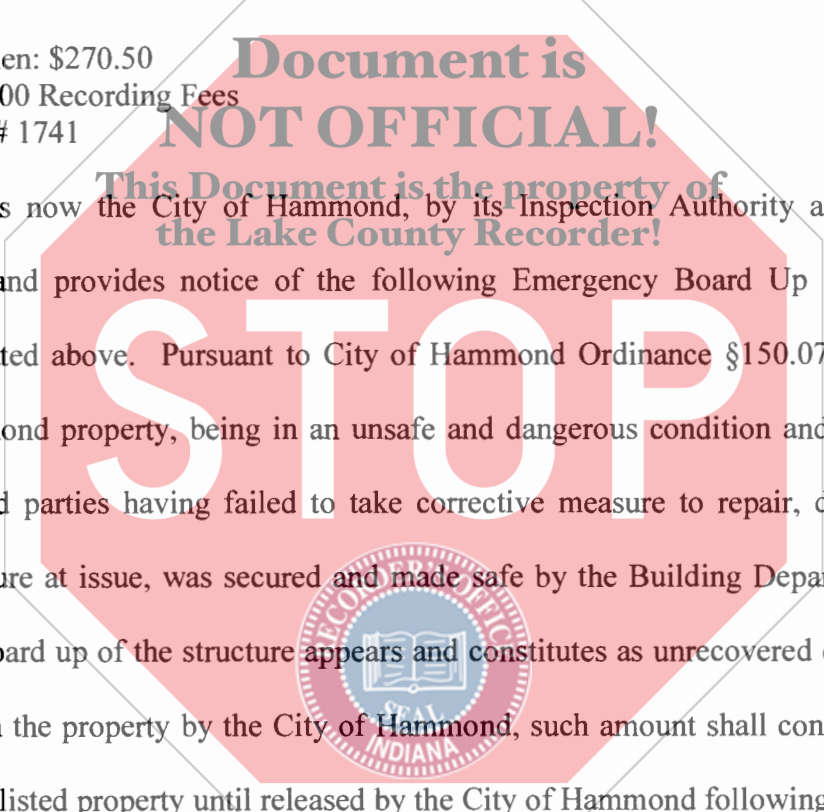 en: $270.50
Document is
00 Recording Fees
NOT OFFICIAL!
# 1741
This Document is the property of
s now the City of Hammond, by its Inspection Authority a
the Lake County Recorder!
and provides notice of the following Emergency Board Up
ted above. Pursuant to City of Hammond Ordinance §150.07
STOP
ond property, being in an unsafe and dangerous condition and
d parties having failed to take corrective measure to repair, d
ure at issue, was secured and made safe by the Building Depar
RECORDER'S OFFIC
oard up of the structure appears and constitutes as unrecovered
SEAL
n the property by the City of Hammond, such amount shall con
INDIANA
listed property until released by the City of Hammond following